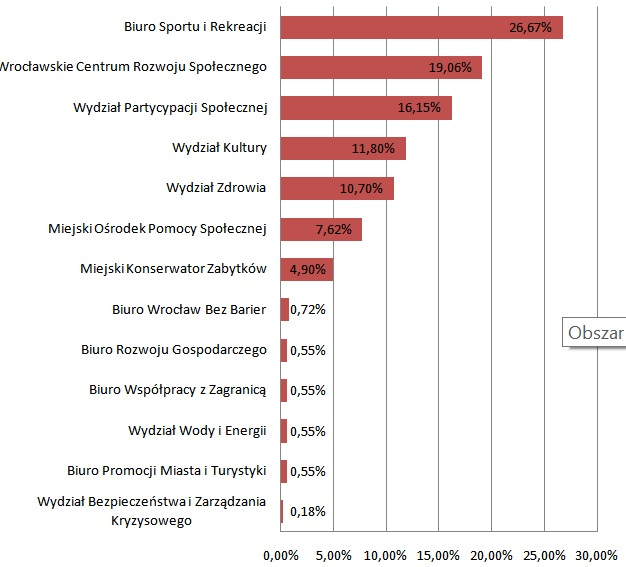 Biuro Sportu i Rekreacji 26,67%
Wrocławskie Centrum Rozwoju Społecznego 19,06%
Wydział Partycypacji Społecznej 16,15%
Wydział Kultury 11,80%
Wydział Zdrowia 10,70%
Miejski Ośrodek Pomocy Społecznej 7,62%
Miejski Konserwator Zabytków 4,90%
Biuro Wrocław Bez Barier 0,72%
Obszar
Biuro Rozwoju Gospodarczego 0,55%
Biuro Współpracy z Zagranicą 0,55%
Wydział Wody i Energii 0,55%
Biuro Promocji Miasta i Turystyki 0,55%
Wydział Bezpieczeństwa i Zarządzania
Kryzysowego 0,18%
0,00% 5,00% 10,00% 15,00% 20,00% 25,00% 30,00%